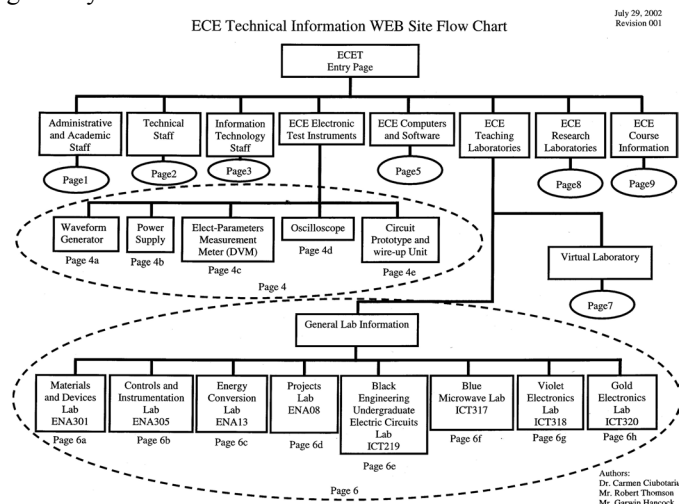 July 29, 2002
Revision 001
ECE Technical Information WEB Site Flow Chart
ECET
Entry Page
Administrative
and Academic
Staff
Technical
Staff
Information
Technology
Staff
ECE Electronic
Test Instruments
ECE Computers
and Software
ECE
Teaching
Laboratories
ECE
Research
Laboratories
ECE
Course
Information
Page1
Page2
Page3
Page5
Page8
Page9
Waveform
Generator
Power
Supply
Elect-Parameters
Measurement
Meter (DVM)
Oscilloscope
Circuit
Prototype and
wire-up Unit
Page 4a
Page 4b
Page 4c
Page 4d
Page 4e
Page 4
Virtual Laboratory
Page7
General Lab Information
Materials
and Devices
Lab
ENA301
Controls and
Instrumentation
Lab
ENA305
Energy
Conversion
Lab
ENA13
Projects
Lab
ENA08
Black
Engineering
Undergraduate
Electric Circuits
Lab
ICT219
Blue
Microwave Lab
ICT317
Violet
Electronics
Lab
ICT318
Gold
Electronics
Lab
ICT320
Page 6a
Page 6b
Page 6c
Page 6d
Page 6e
Page 6f
Page 6g
Page 6h
Page 6
Authors:
Dr. Carmen Ciubotaria
Mr. Robert Thomson
Mr. Garwin Hancock